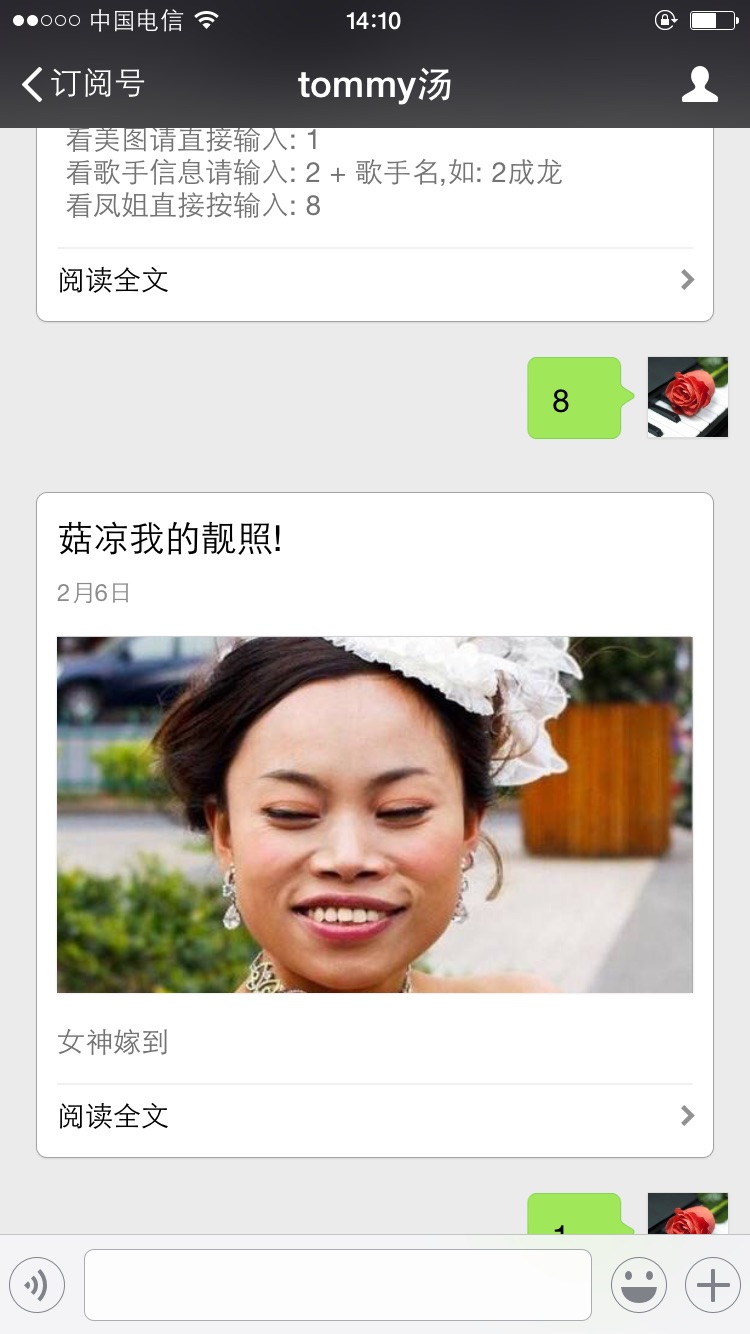 中国电信
14:10
订阅号
tommy汤
看美图请直接输入: 1
看歌手信息请输入: 2 + 歌手名,如: 2成龙
看凤姐直接按输入: 8
阅读全文
8
菇凉我的靓照!
2月6日
女神嫁到
阅读全文
1